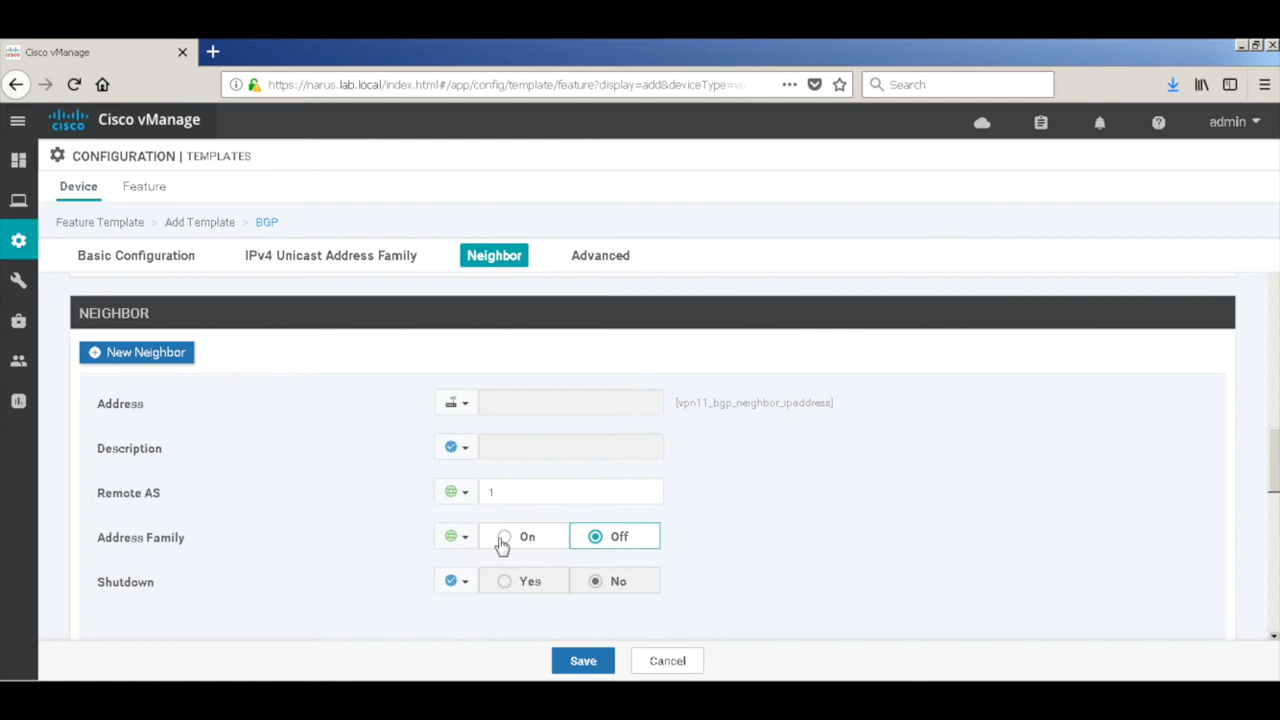 Cisco vManage
https://narus.lab.local/index.html#/app/config/template/feature?display=add&deviceType=ve
Search
CISCO
Cisco vManage
admin
CONFIGURATION | TEMPLATES
Device
Feature
Feature Template > Add Template > BGP
Basic Configuration
IPv4 Unicast Address Family
Neighbor
Advanced
NEIGHBOR
New Neighbor
Address
[vpn11_bgp_neighbor_ipaddress]
Description
Remote AS
1
Address Family
On
Off
Shutdown
Yes
No
Save
Cancel